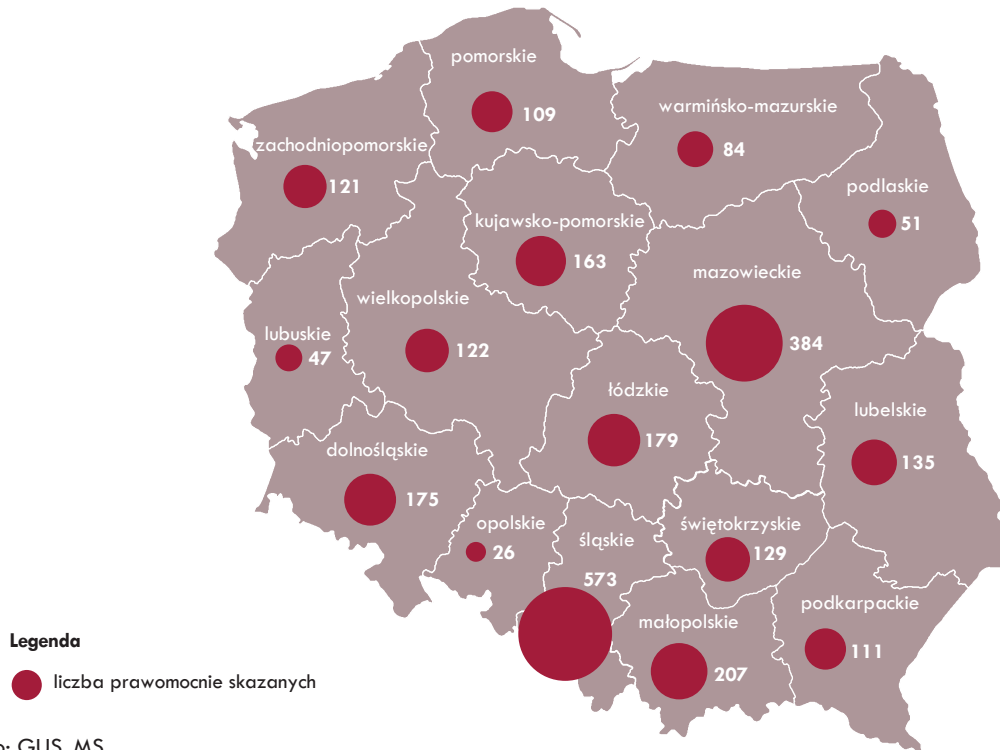 pomorskie
109
warmińsko-mazurskie
84
zachodniopomorskie
121
podlaskie
51
kujawsko-pomorskie
163
mazowieckie
384
wielkopolskie
122
lubuskie
47
łódzkie
179
lubelskie
135
dolnośląskie
175
opolskie
26
śląskie
573
świętokrzyskie
129
małopolskie
207
podkarpackie
111
Legenda
liczba prawomocnie skazanych
GUS, MS